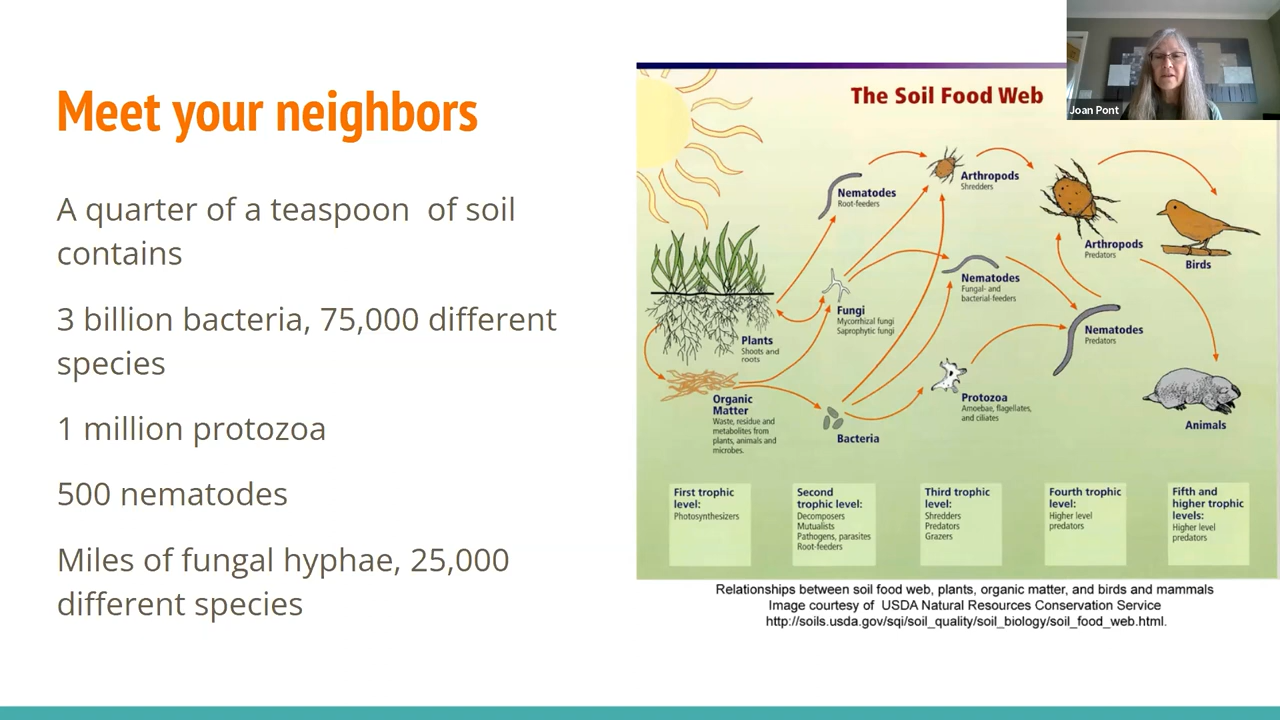 Meet your neighbors
A quarter of a teaspoon of soil
contains
3 billion bacteria, 75,000 different
species
1 million protozoa
500 nematodes
Miles of fungal hyphae, 25,000
different species
Joan Pont
The Soil Food Web
Nematodes
Root-feeders
Arthropods
Shredders
Arthropods
Predators
Birds
Nematodes
Fungal- and
bacterial-feeders
Fungi
Mycorrhizal fungi
Saprophytic fungi
Plants
Shoots and
roots
Nematodes
Predators
Organic
Matter
Waste, residue and
metabolites from
plants, animals and
microbes.
Bacteria
Protozoa
Amoebae, flagellates,
and ciliates
Animals
First trophic
level:
Photosynthesizers
Second
trophic level:
Decomposers
Mutualists
Pathogens, parasites
Root-feeders
Third trophic
level:
Shredders
Predators
Grazers
Fourth trophic
level:
Higher level
predators
Fifth and
higher trophic
levels:
Higher level
predators
Relationships between soil food web, plants, organic matter, and birds and mammals
Image courtesy of USDA Natural Resources Conservation Service
http://soils.usda.gov/sqi/soil_quality/soil_biology/soil_food_web.html.